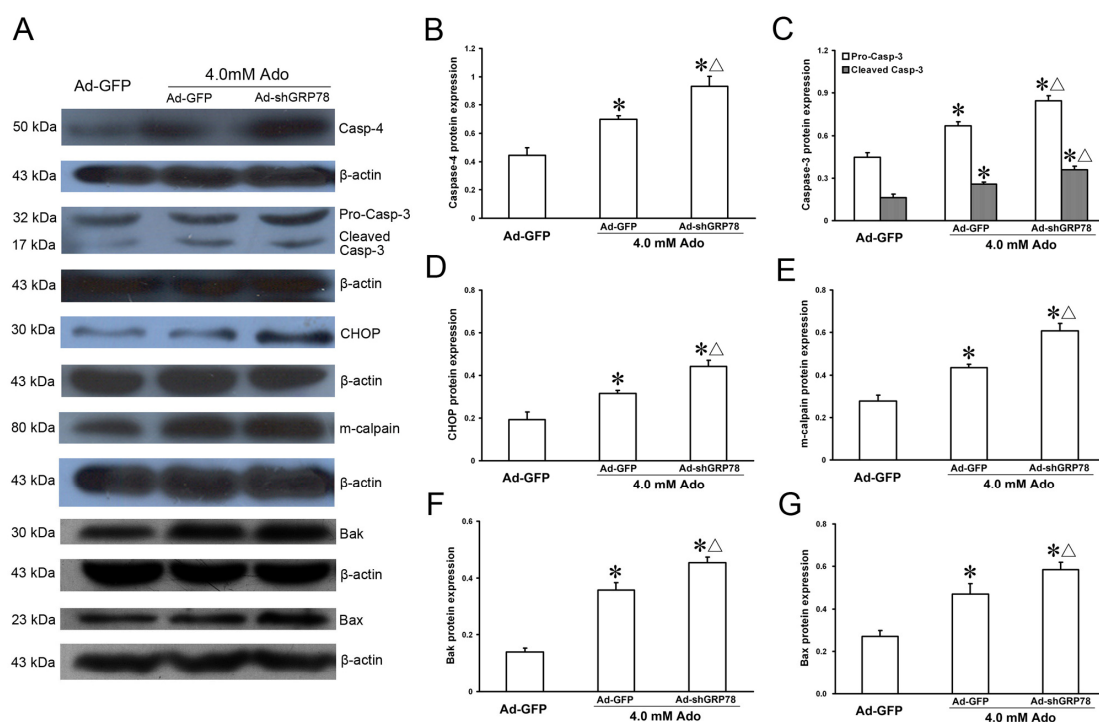 A
Ad-GFP
4.0mM Ado
Ad-GFP
Ad-shGRP78
50 kDa
Casp-4
43 kDa
β-actin
32 kDa
Pro-Casp-3
17 kDa
Cleaved
Casp-3
43 kDa
β-actin
30 kDa
CHOP
43 kDa
β-actin
80 kDa
m-calpain
43 kDa
β-actin
30 kDa
Bak
43 kDa
β-actin
23 kDa
Bax
43 kDa
β-actin
B
Caspase-4 protein expression
1.2
1
0.8
0.6
0.4
0.2
0
*
*△
Ad-GFP
Ad-GFP
Ad-shGRP78
4.0 mM Ado
C
Caspase-3 protein expression
1.2
0.9
0.6
0.3
0.0
Pro-Casp-3
Cleaved Casp-3
*
*
*△
*△
Ad-GFP
Ad-GFP
Ad-shGRP78
4.0 mM Ado
D
CHOP protein expression
0.8
0.6
0.4
0.2
0
*
*△
Ad-GFP
Ad-GFP
Ad-shGRP78
4.0 mM Ado
E
m-calpain protein expression
0.8
0.6
0.4
0.2
0.0
*
*△
Ad-GFP
Ad-GFP
Ad-shGRP78
4.0 mM Ado
F
Bak protein expression
0.6
0.4
0.2
0
*
*△
Ad-GFP
Ad-GFP
Ad-shGRP78
4.0 mM Ado
G
Bax protein expression
0.8
0.6
0.4
0.2
0.0
*
*△
Ad-GFP
Ad-GFP
Ad-shGRP78
4.0 mM Ado